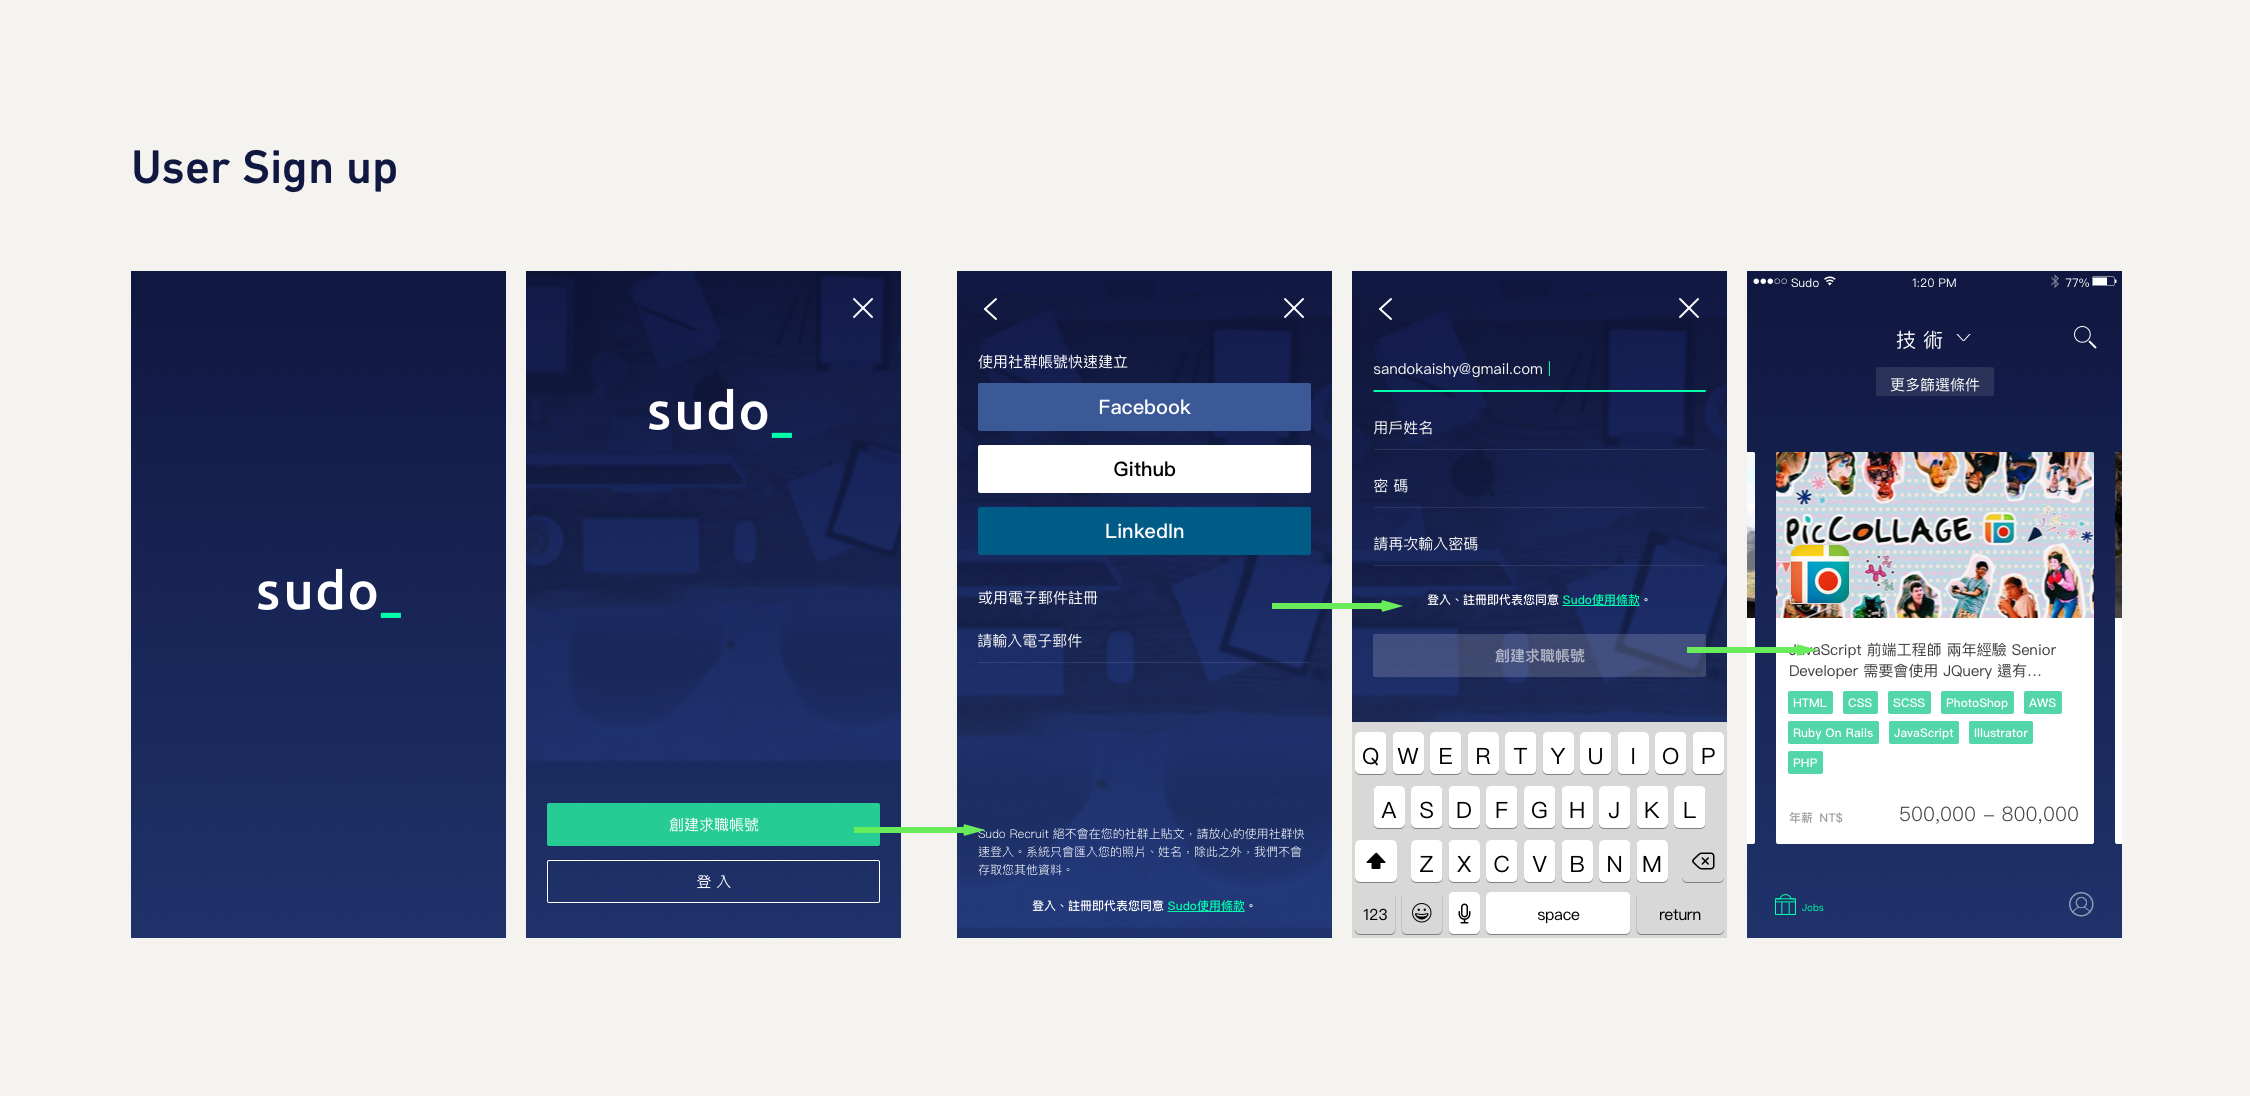 User Sign up
sudo_
sudo_
創建求職帳號
登 入
使用社群帳號快速建立
Facebook
Github
LinkedIn
或用電子郵件註冊
請輸入電子郵件
Sudo Recruit 絕不會在您的社群上貼文，請放心的使用社群快
速登入。系統只會匯入您的照片、姓名，除此之外，我們不會
存取您其他資料。
登入、註冊即代表您同意 Sudo使用條款。
sandokaishy@gmail.com
用戶姓名
密 碼
請再次輸入密碼
登入、註冊即代表您同意 Sudo使用條款。
創建求職帳號
Q W E R T Y U I O P
A S D F G H J K L
Z X C V B N M
123 space return
Sudo 1:20 PM 77%
技 術
更多篩選條件
PicCOLLAGE
JavaScript 前端工程師 兩年經驗 Senior
Developer 需要會使用 JQuery 還有...
HTML CSS SCSS PhotoShop AWS
Ruby On Rails JavaScript Illustrator
PHP
年薪 NT$ 500,000 – 800,000
Jobs